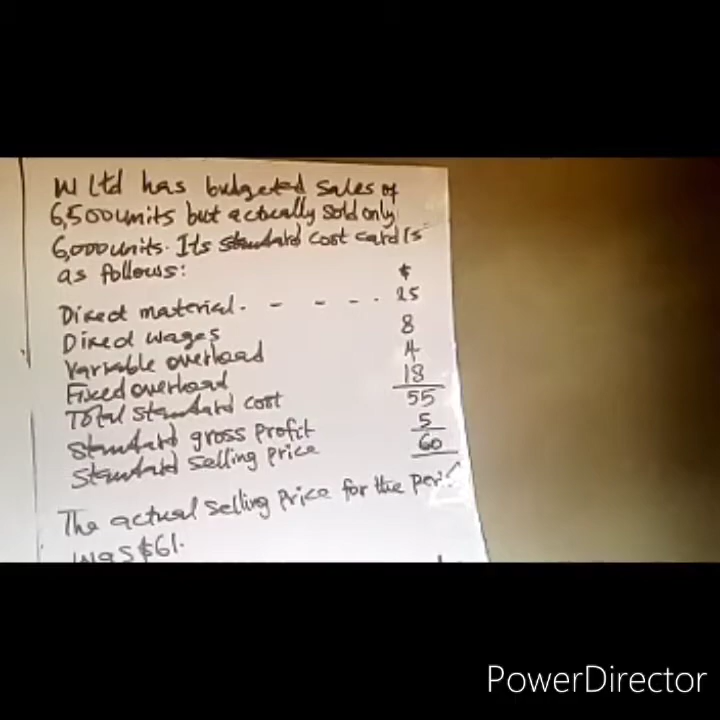 W Ltd has budgeted sales of
6,500units but actually sold only
6,000units. Its standard cost card is
as follows:
$
Direct material. - - - - . 25
Direct wages 8
Variable overhead 4
Fixed overhead 18
Total standard cost 55
Standard gross profit 5
Standard selling price 60
The actual selling price for the
was $61.
PowerDirector